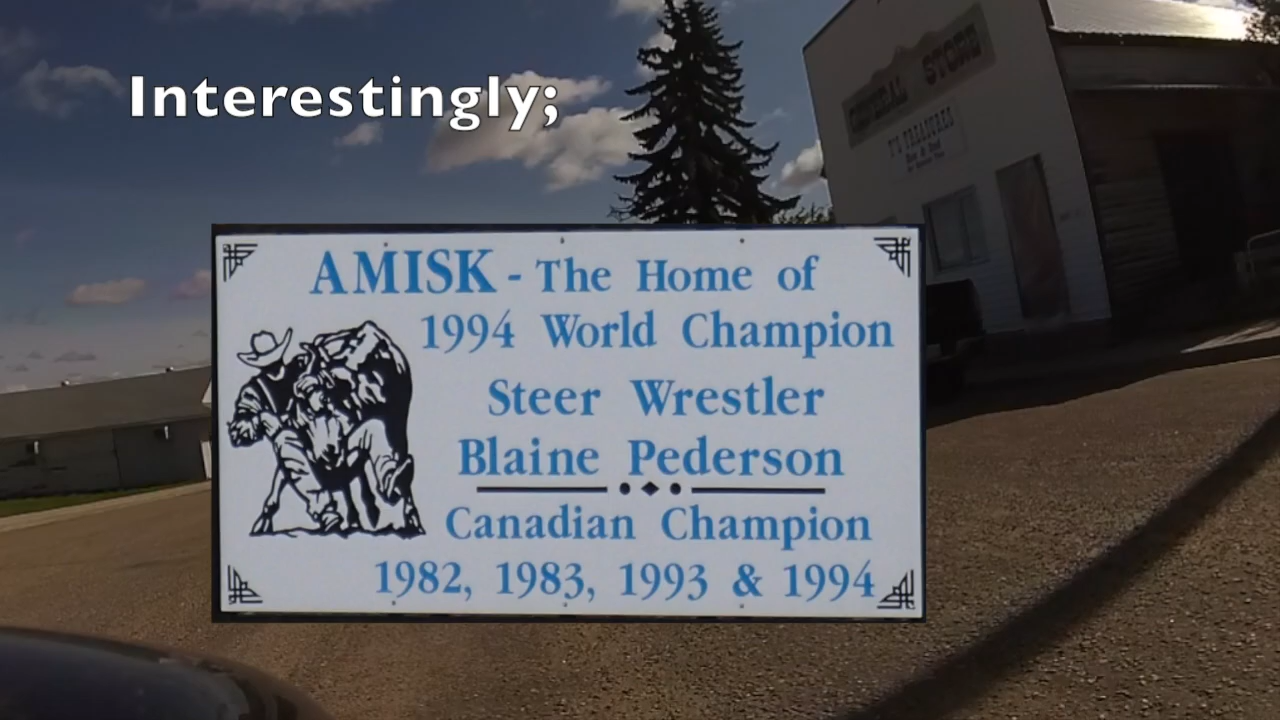 Interestingly;
GENERAL STORE
TREASURES
AMISK - The Home of
1994 World Champion
Steer Wrestler
Blaine Pederson
Canadian Champion
1982, 1983, 1993 & 1994